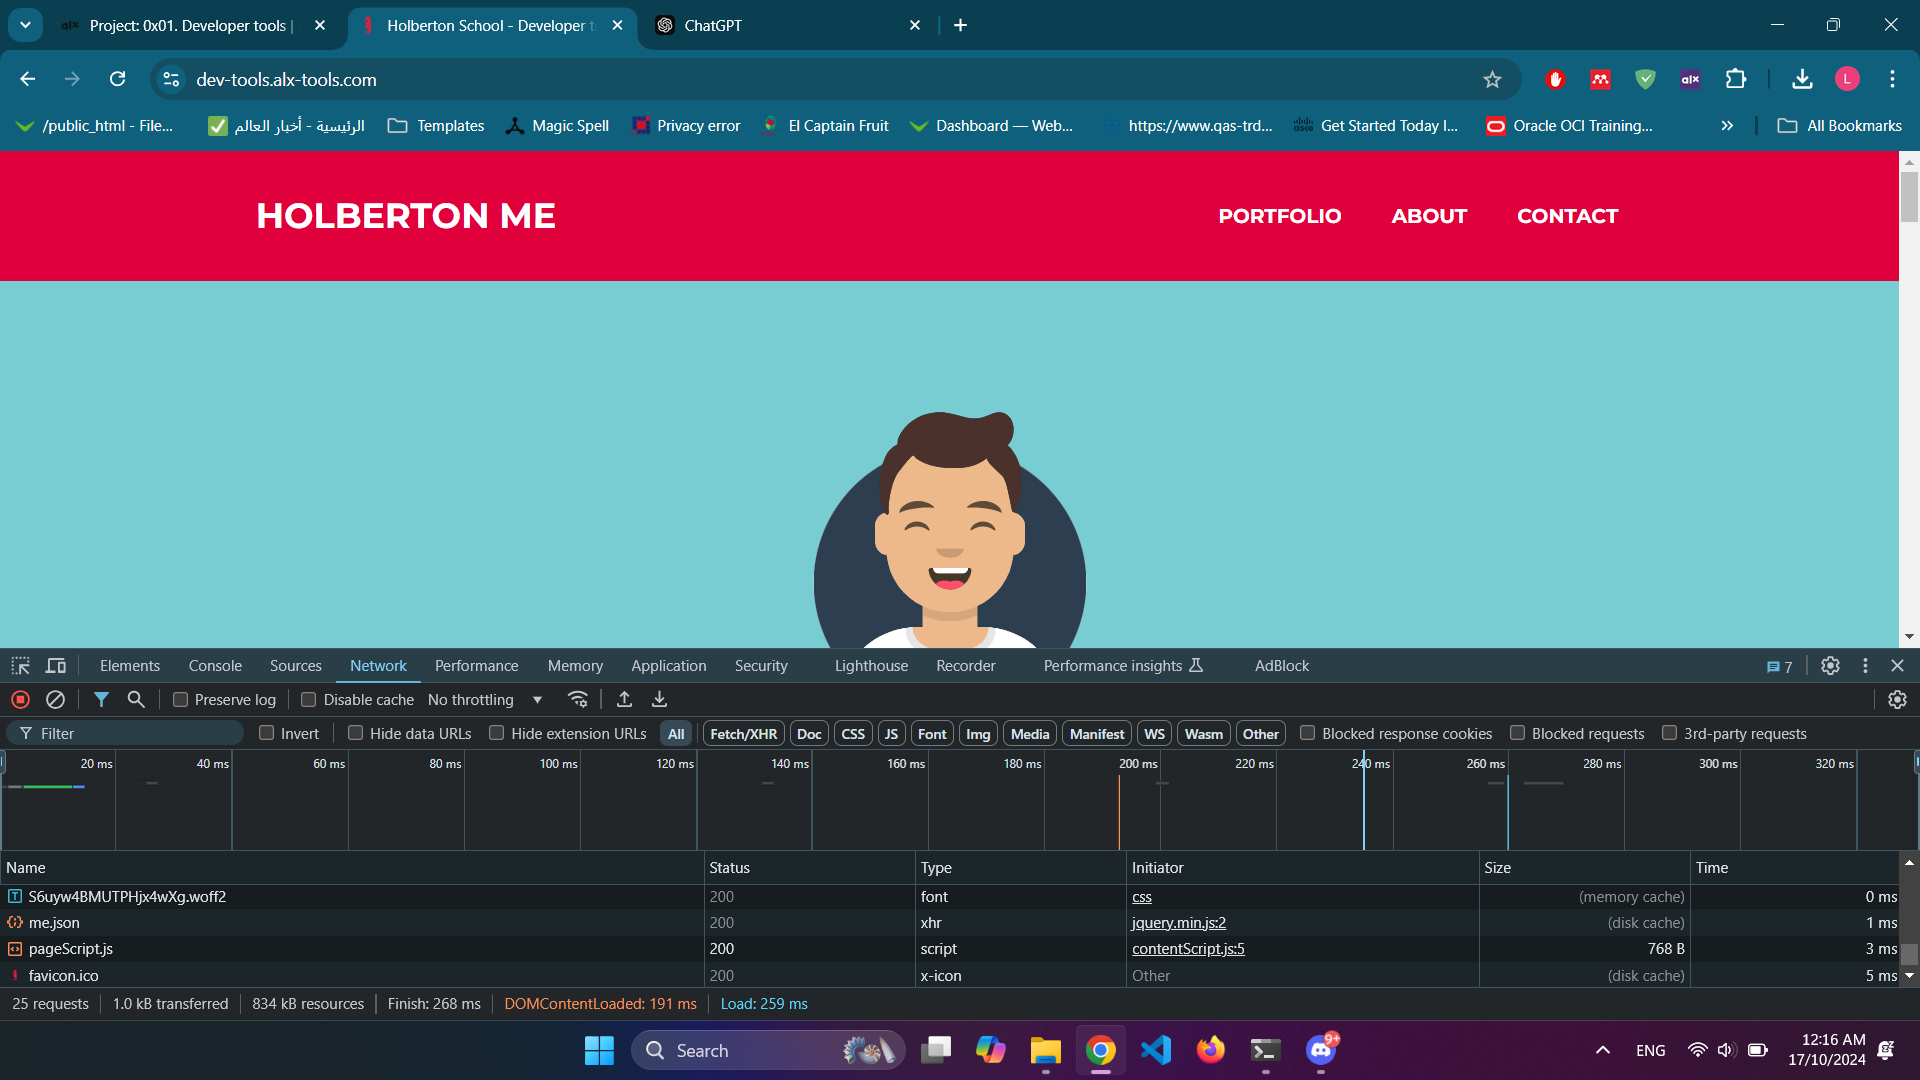 Project: 0x01. Developer tools |
Holberton School - Developer t
ChatGPT
dev-tools.alx-tools.com
alx
L
/public_html - File...
الرئيسية - أخبار العالم
Templates
Magic Spell
Privacy error
El Captain Fruit
Dashboard — Web...
https://www.qas-trd...
Get Started Today I...
Oracle OCI Training...
All Bookmarks
HOLBERTON ME
PORTFOLIO
ABOUT
CONTACT
Elements
Console
Sources
Network
Performance
Memory
Application
Security
Lighthouse
Recorder
Performance insights
AdBlock
7
Preserve log
Disable cache
No throttling
Filter
Invert
Hide data URLs
Hide extension URLs
All
Fetch/XHR
Doc
CSS
JS
Font
Img
Media
Manifest
WS
Wasm
Other
Blocked response cookies
Blocked requests
3rd-party requests
20 ms
40 ms
60 ms
80 ms
100 ms
120 ms
140 ms
160 ms
180 ms
200 ms
220 ms
240 ms
260 ms
280 ms
300 ms
320 ms
Name Status Type Initiator Size Time
S6uyw4BMUTPHjx4wXg.woff2 200 font css (memory cache) 0 ms
me.json 200 xhr jquery.min.js:2 (disk cache) 1 ms
pageScript.js 200 script contentScript.js:5 768 B 3 ms
favicon.ico 200 x-icon Other (disk cache) 5 ms
25 requests
1.0 kB transferred
834 kB resources
Finish: 268 ms
DOMContentLoaded: 191 ms
Load: 259 ms
Search
9+
ENG
12:16 AM
17/10/2024